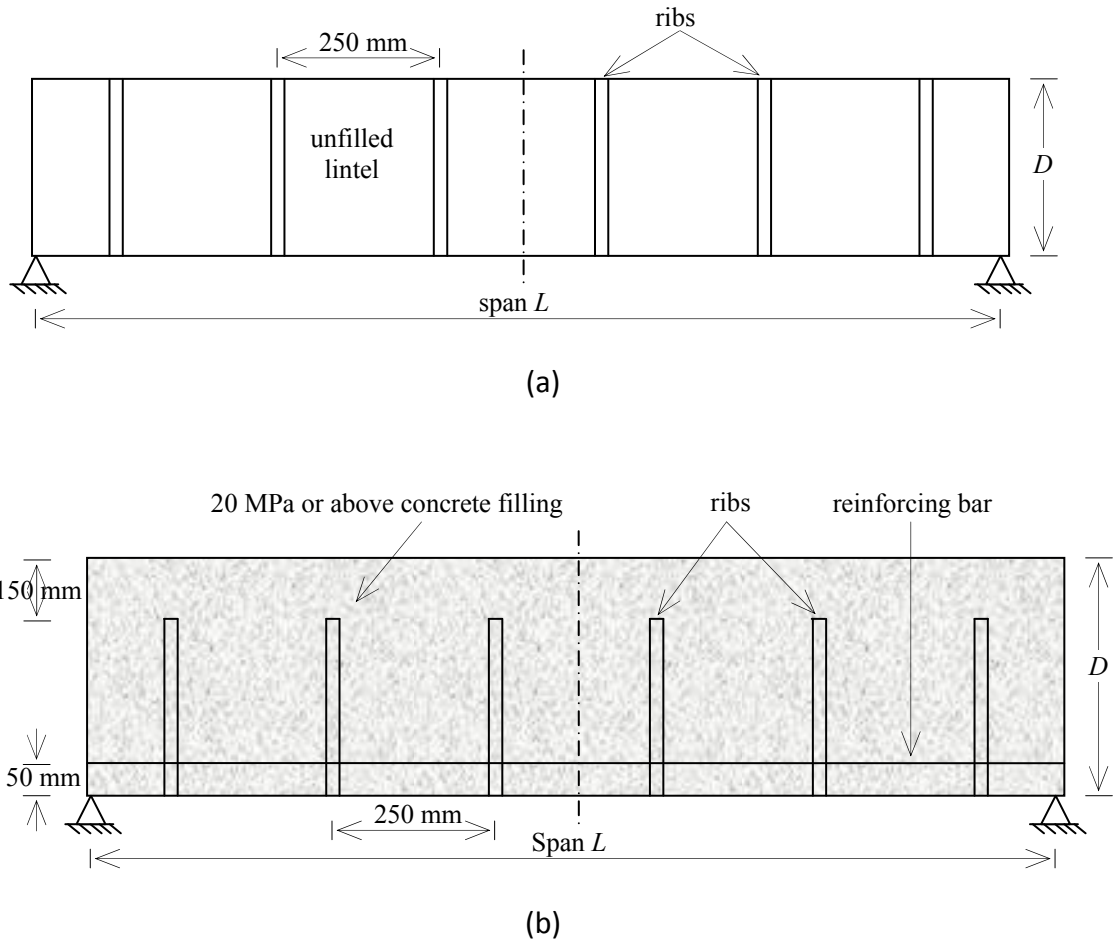 ribs
250 mm
unfilled
lintel
D
span L
(a)
20 MPa or above concrete filling
ribs
reinforcing bar
150 mm
D
50 mm
250 mm
Span L
(b)